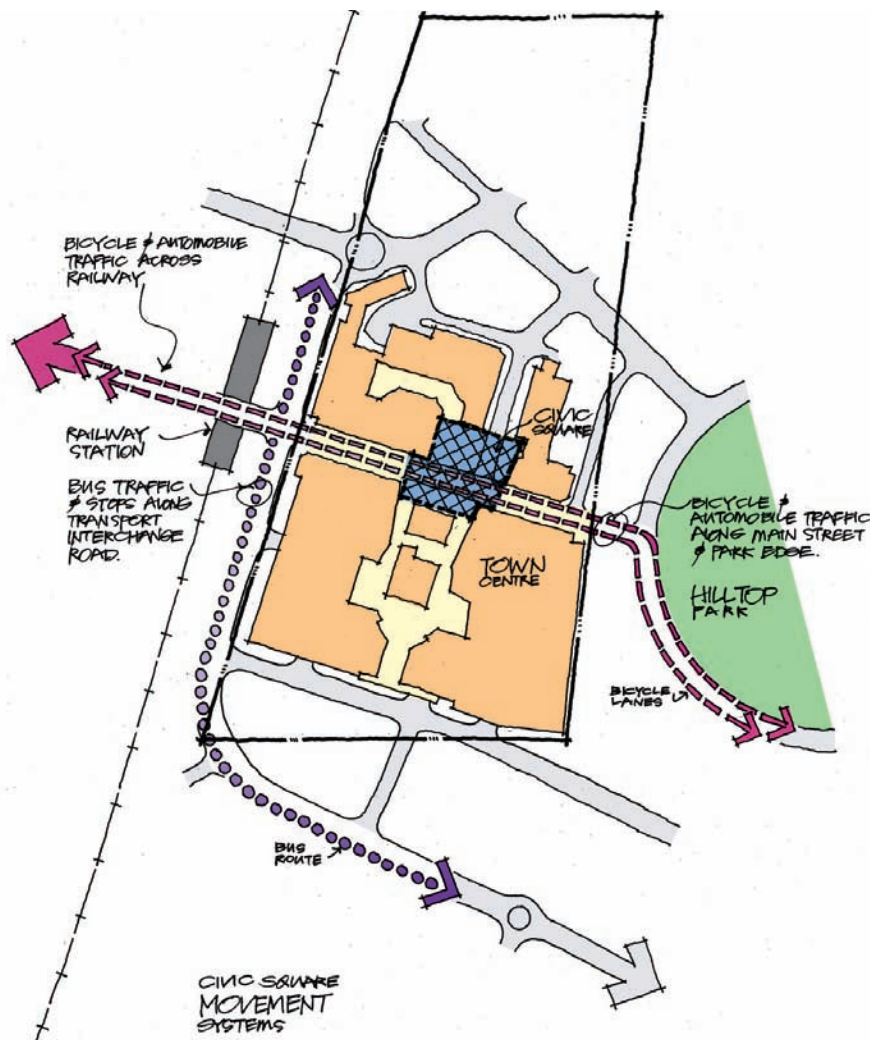 BICYCLE & AUTOMOBILE
TRAFFIC ACROSS
RAILWAY
CIVIC
SQUARE
RAILWAY
STATION
BUS TRAFFIC
& STOPS ALONG
TRANSPORT
INTERCHANGE
ROAD.
BICYCLE &
AUTOMOBILE TRAFFIC
ALONG MAIN STREET
& PARK EDGE.
TOWN
CENTRE
HILLTOP
PARK
BICYCLE
LANES
BUS
ROUTE
CIVIC SQUARE
MOVEMENT
SYSTEMS